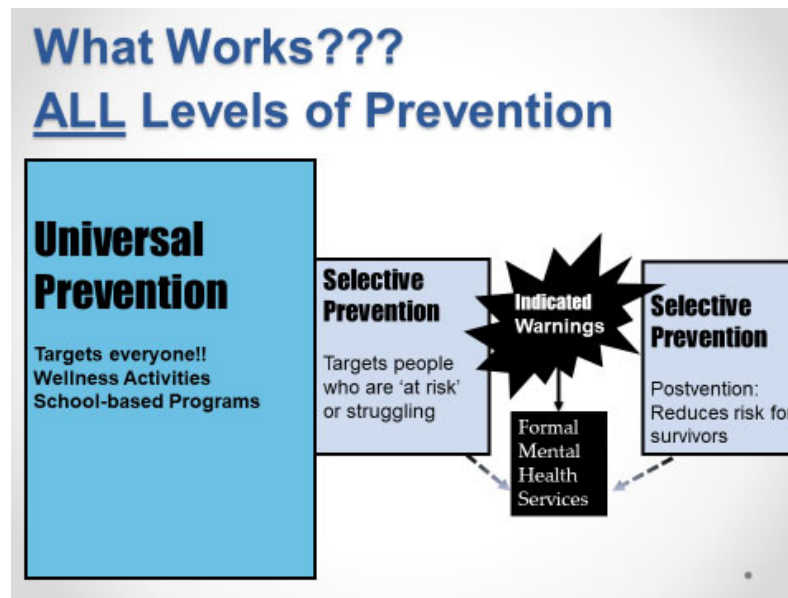 What Works???
ALL Levels of Prevention
Universal
Prevention
Targets everyone!!
Wellness Activities
School-based Programs
Selective
Prevention
Targets people
who are ‘at risk’
or struggling
Indicated
Warnings
Formal
Mental
Health
Services
Selective
Prevention
Postvention:
Reduces risk for
survivors